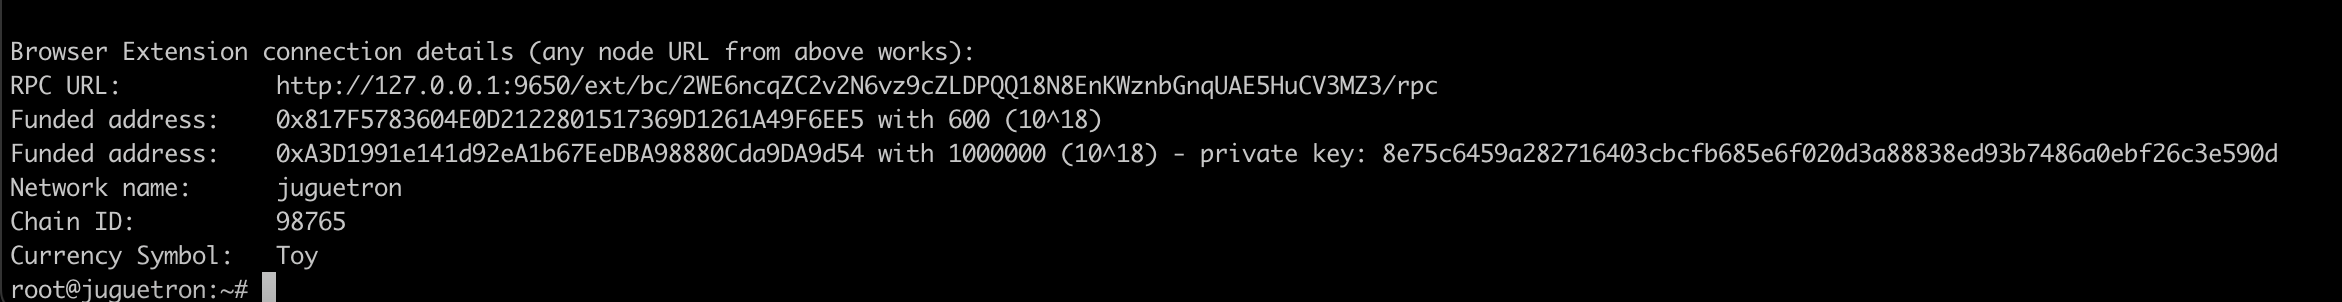 Browser Extension connection details (any node URL from above works):
RPC URL: http://127.0.0.1:9650/ext/bc/2WE6ncqZC2v2N6vz9cZLDPQQ18N8EnKWznbGnqUAE5HuCV3MZ3/rpc
Funded address: 0x817F5783604E0D2122801517369D1261A49F6EE5 with 600 (10^18)
Funded address: 0xA3D1991e141d92eA1b67EeDBA98880Cda9DA9d54 with 1000000 (10^18) - private key: 8e75c6459a282716403cbcfb685e6f020d3a88838ed93b7486a0ebf26c3e590d
Network name: juguetron
Chain ID: 98765
Currency Symbol: Toy
root@juguetron:~#